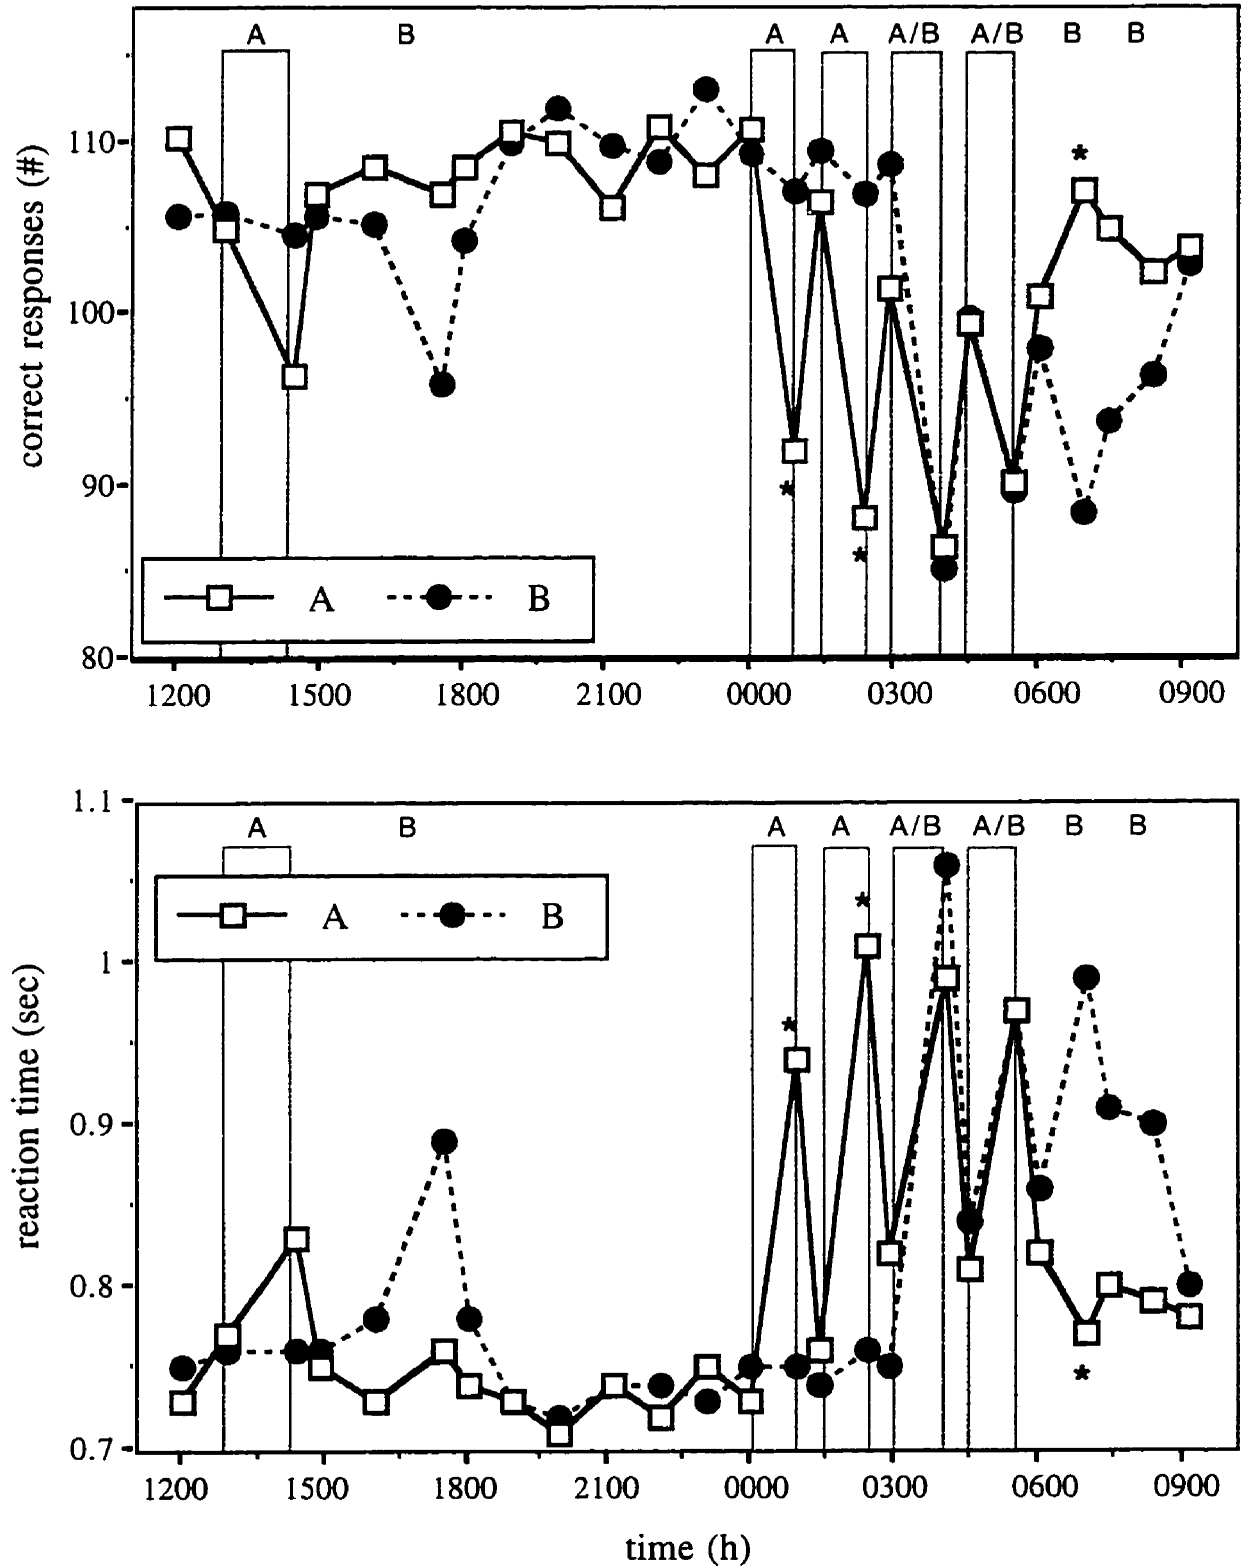 A B A A A/B A/B B B
*
110
correct responses (#)
100
90
*
*
A B
80
1200 1500 1800 2100 0000 0300 0600 0900
1.1
A B A A A/B A/B B B
*
A B
1
reaction time (sec)
*
0.9
0.8
*
0.7
1200 1500 1800 2100 0000 0300 0600 0900
time (h)